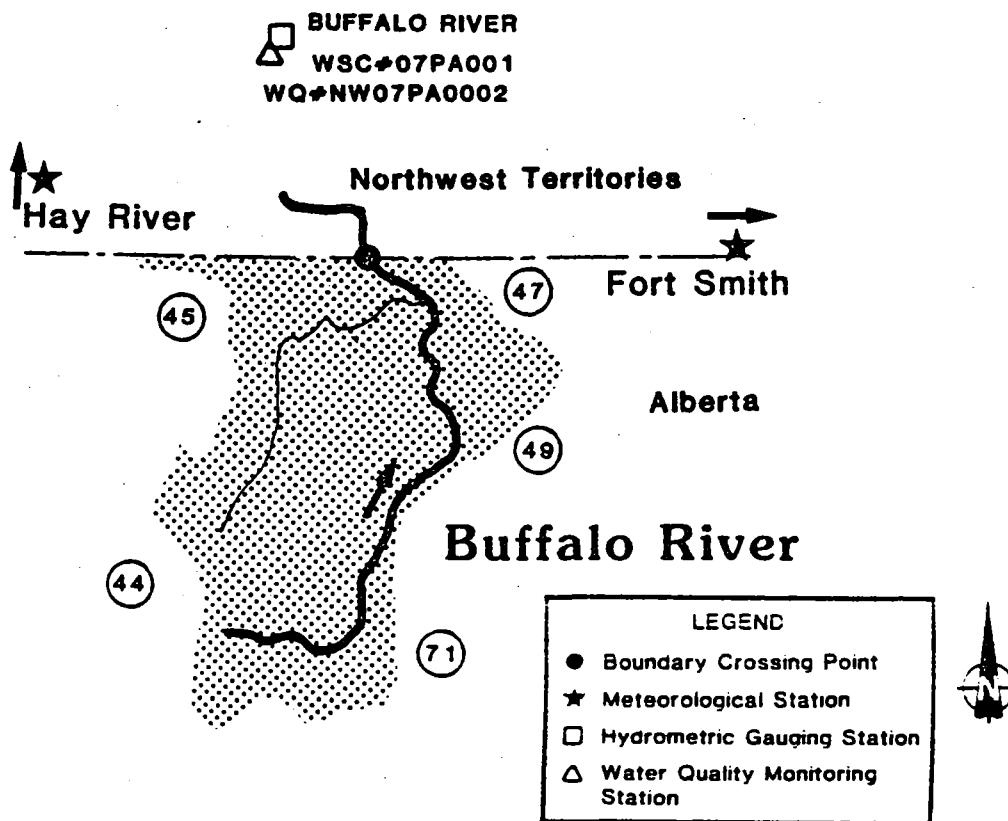 BUFFALO RIVER
WSC#07PA001
WQ#NW07PA0002
Northwest Territories
Hay River
Fort Smith
47
45
Alberta
49
Buffalo River
44
71
LEGEND
Boundary Crossing Point
Meteorological Station
Hydrometric Gauging Station
Water Quality Monitoring
Station
N